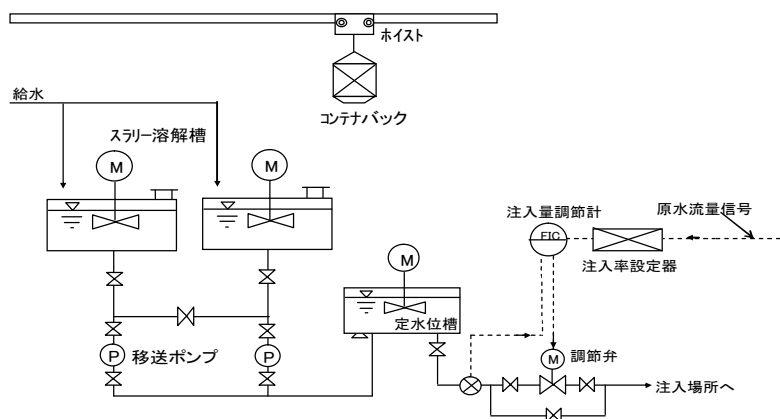 ホイスト
給水
コンテナバック
スラリー溶解槽
M
M
注入量調節計
原水流量信号
FIC
M
注入率設定器
定水位槽
P
移送ポンプ
P
M
調節弁
注入場所へ